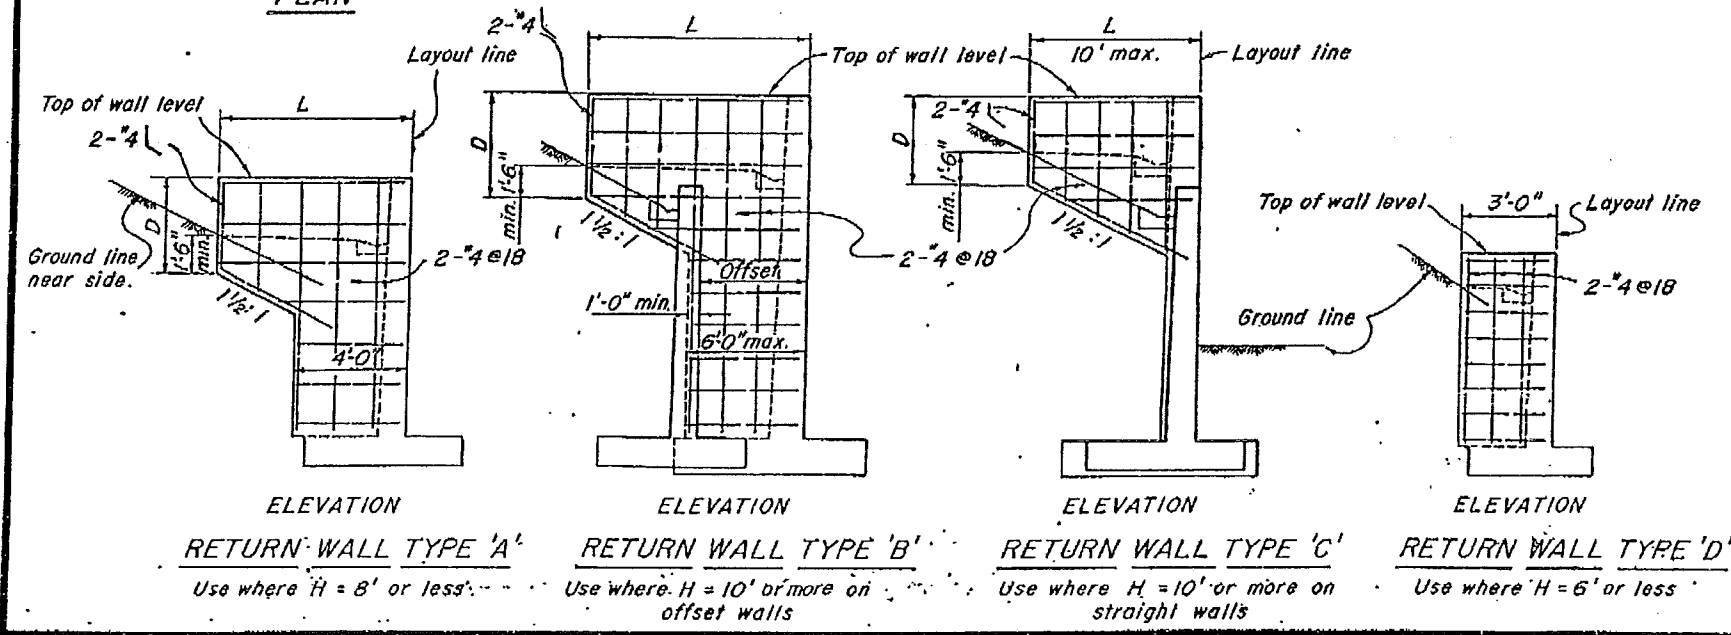 PLAN
Layout line
Top of wall level
L
2-#4
D
1'-6"
min.
Ground line
near side.
1½:1
2-#4@18
4'-0"
ELEVATION
RETURN WALL TYPE 'A'
Use where H = 8' or less
2-#4
L
Top of wall level
D
1'-6"
min.
1½:1
Offset
1'-0" min.
6'-0" max.
2-#4@18
ELEVATION
RETURN WALL TYPE 'B'
Use where H = 10' or more on
offset walls
L
10' max.
Layout line
2-#4
D
1'-6"
min.
1½:1
Ground line
ELEVATION
RETURN WALL TYPE 'C'
Use where H = 10' or more on
straight walls
Top of wall level
3'-0"
Layout line
2-#4@18
ELEVATION
RETURN WALL TYPE 'D'
Use where H = 6' or less